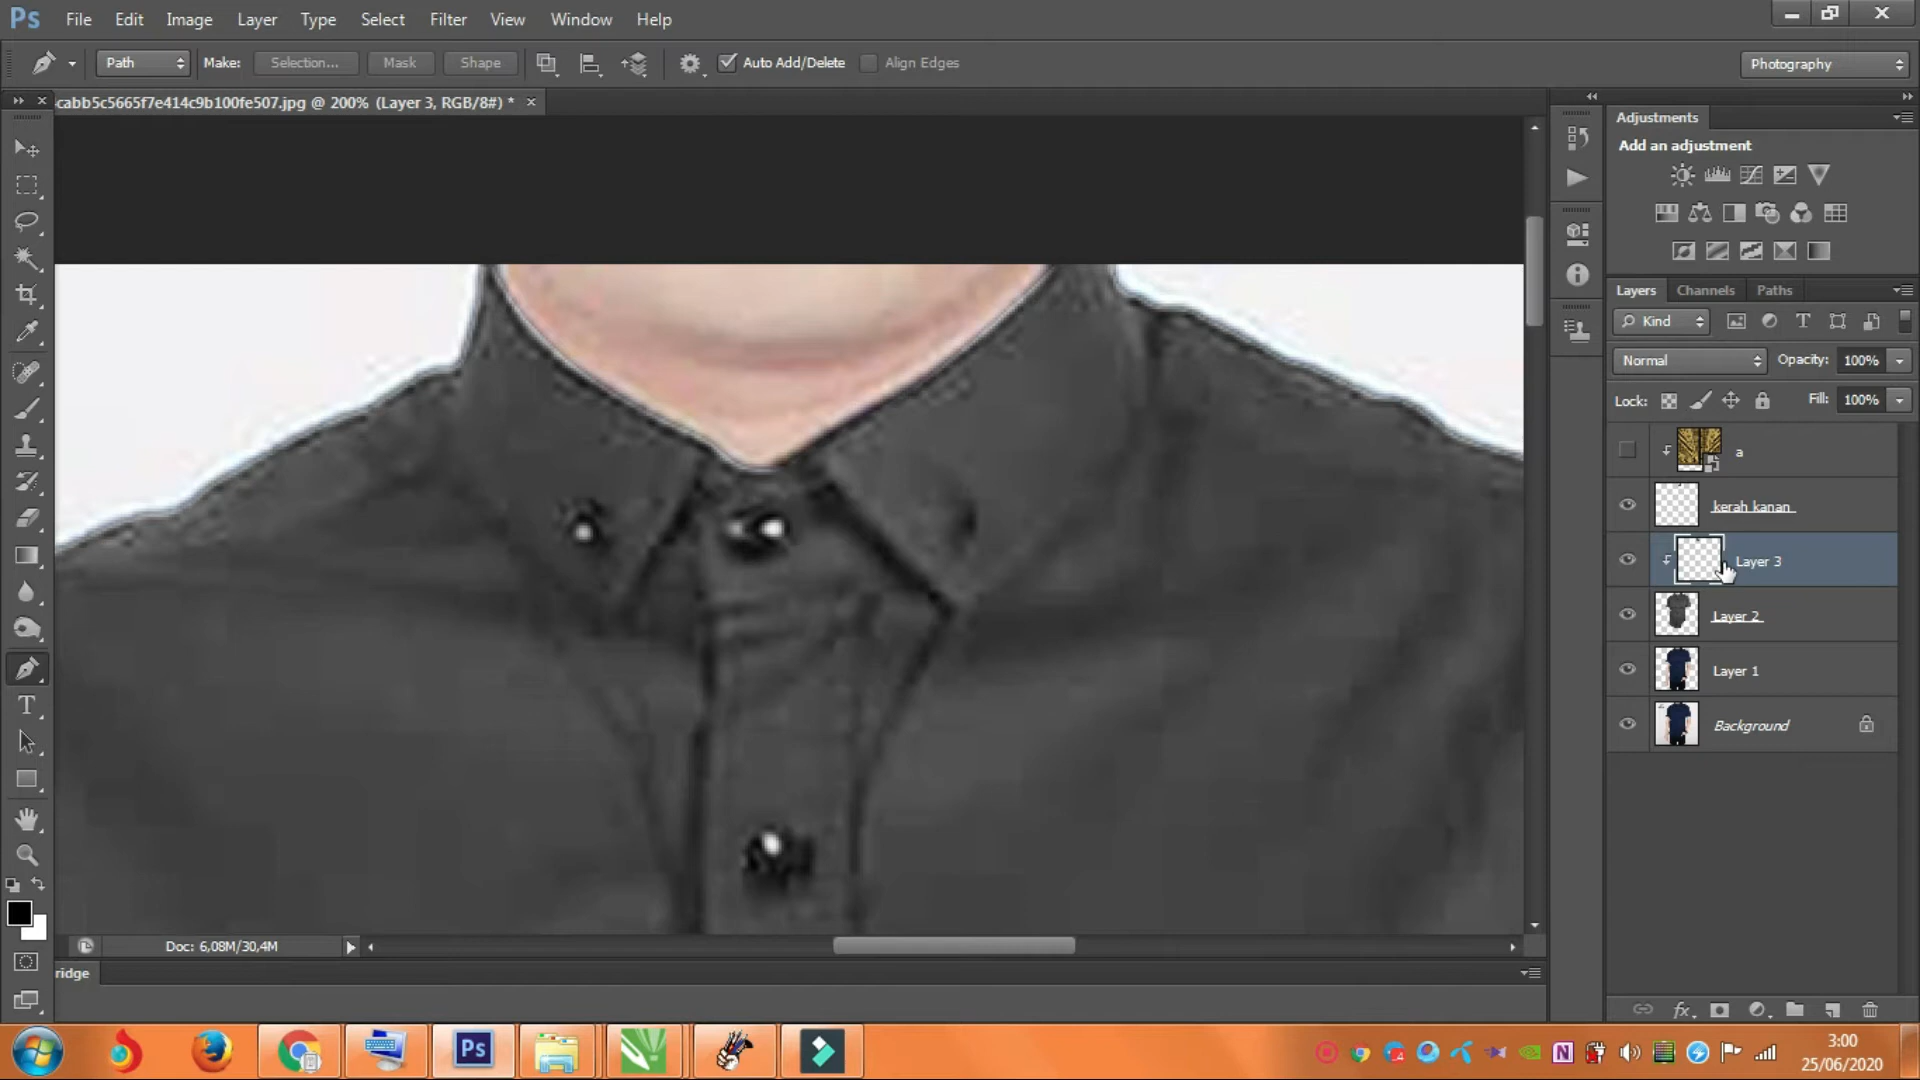 Ps File Edit Image Layer Type Select Filter View Window Help
Path Make: Selection... Mask Shape Auto Add/Delete Align Edges Photography
cabb5c5665f7e414c9b100fe507.jpg @ 200% (Layer 3, RGB/8#) *
Adjustments
Add an adjustment
Layers Channels Paths
Kind
Normal Opacity: 100%
Lock: Fill: 100%
a
kerah kanan
Layer 3
Layer 2
Layer 1
Background
Doc: 6,08M/30,4M
ridge
fx
Ps
N
3:00
25/06/2020